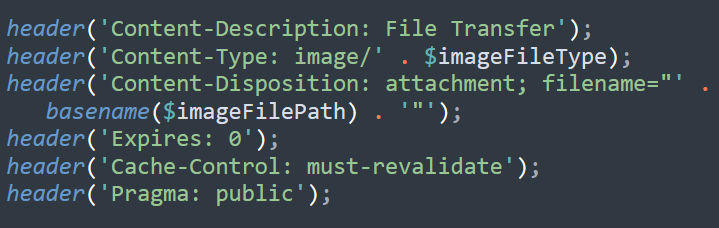 header('Content-Description: File Transfer');
header('Content-Type: image/' . $imageFileType);
header('Content-Disposition: attachment; filename="' .
basename($imageFilePath) . '"');
header('Expires: 0');
header('Cache-Control: must-revalidate');
header('Pragma: public');